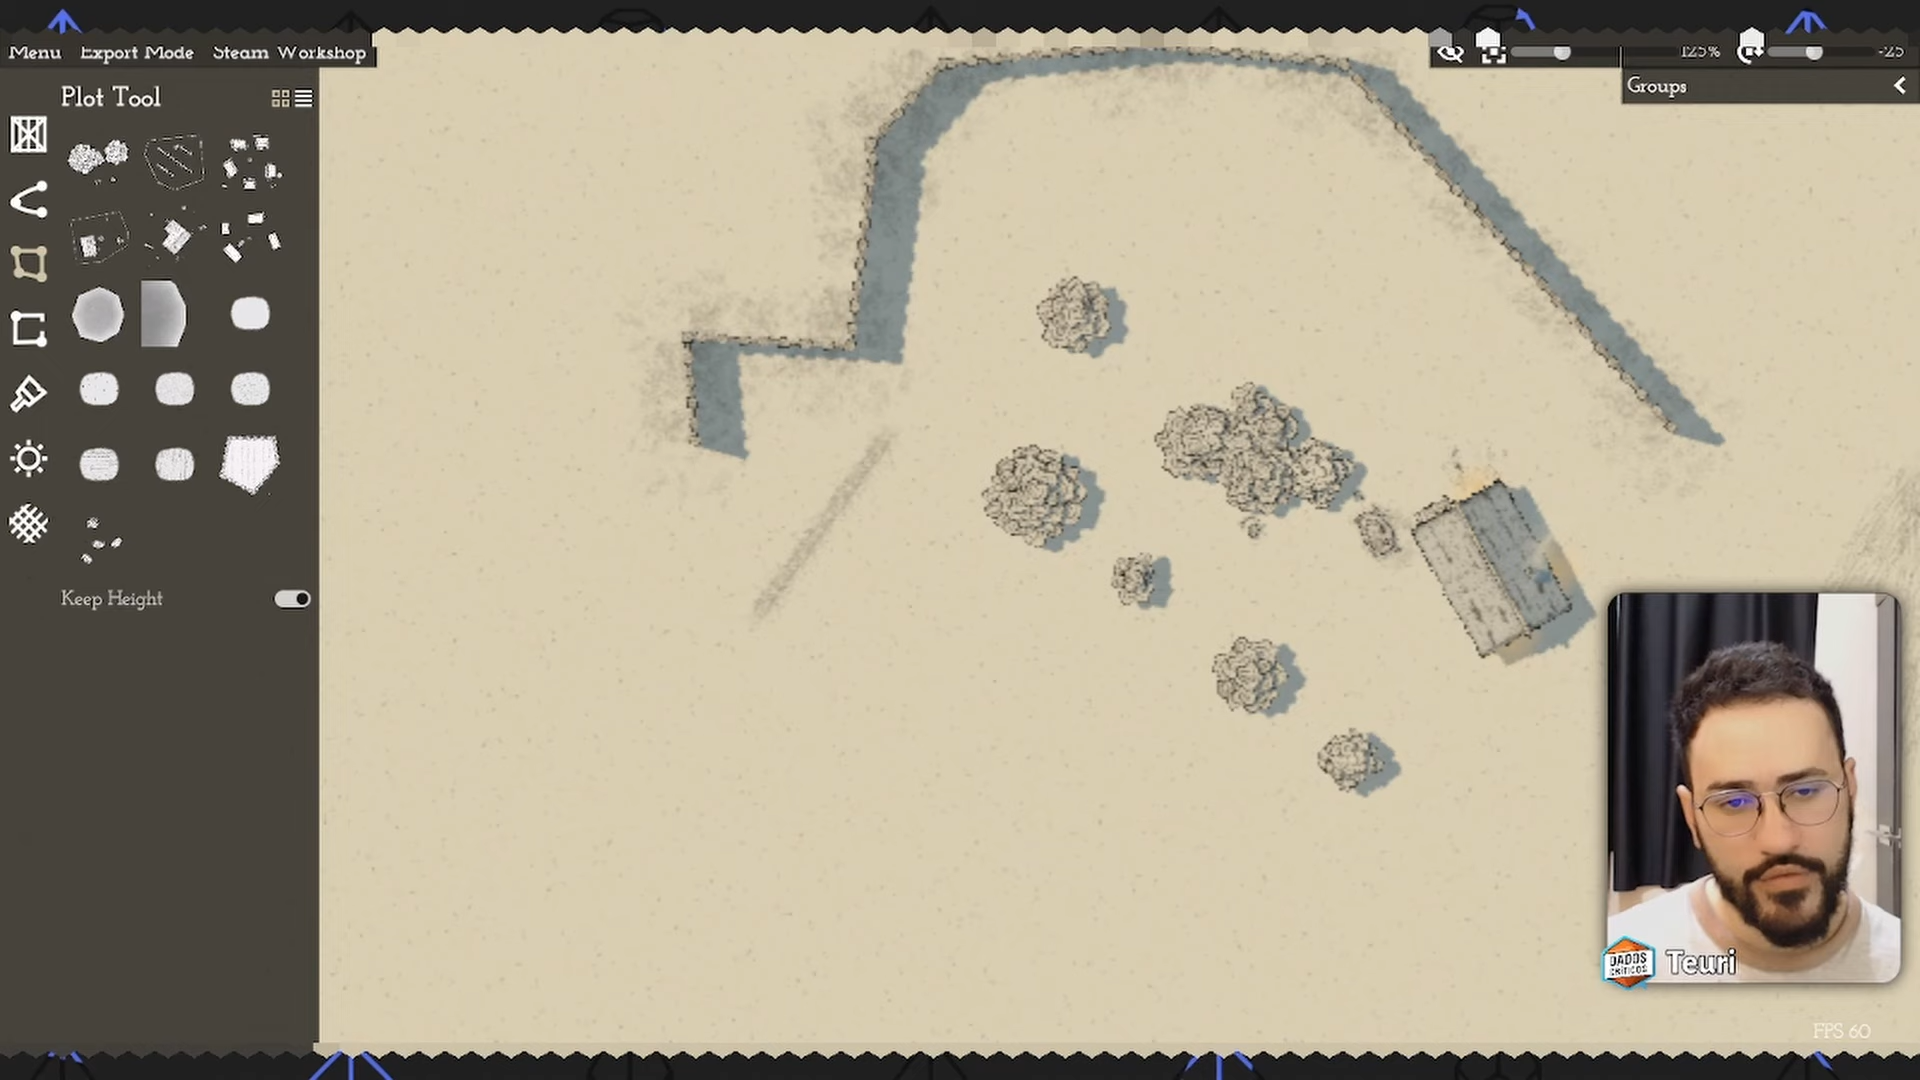 Menu Export Mode Steam Workshop
125%
-25
Plot Tool
Groups
Keep Height
DADOS
CRÍTICOS
Teuri
FPS 60